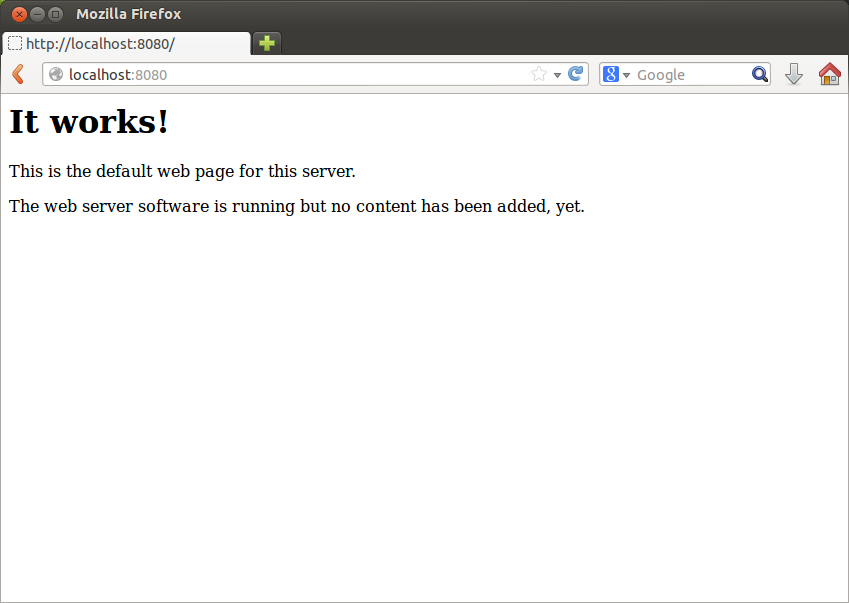 Mozilla Firefox
http://localhost:8080/
localhost:8080
8 Google
It works!
This is the default web page for this server.
The web server software is running but no content has been added, yet.